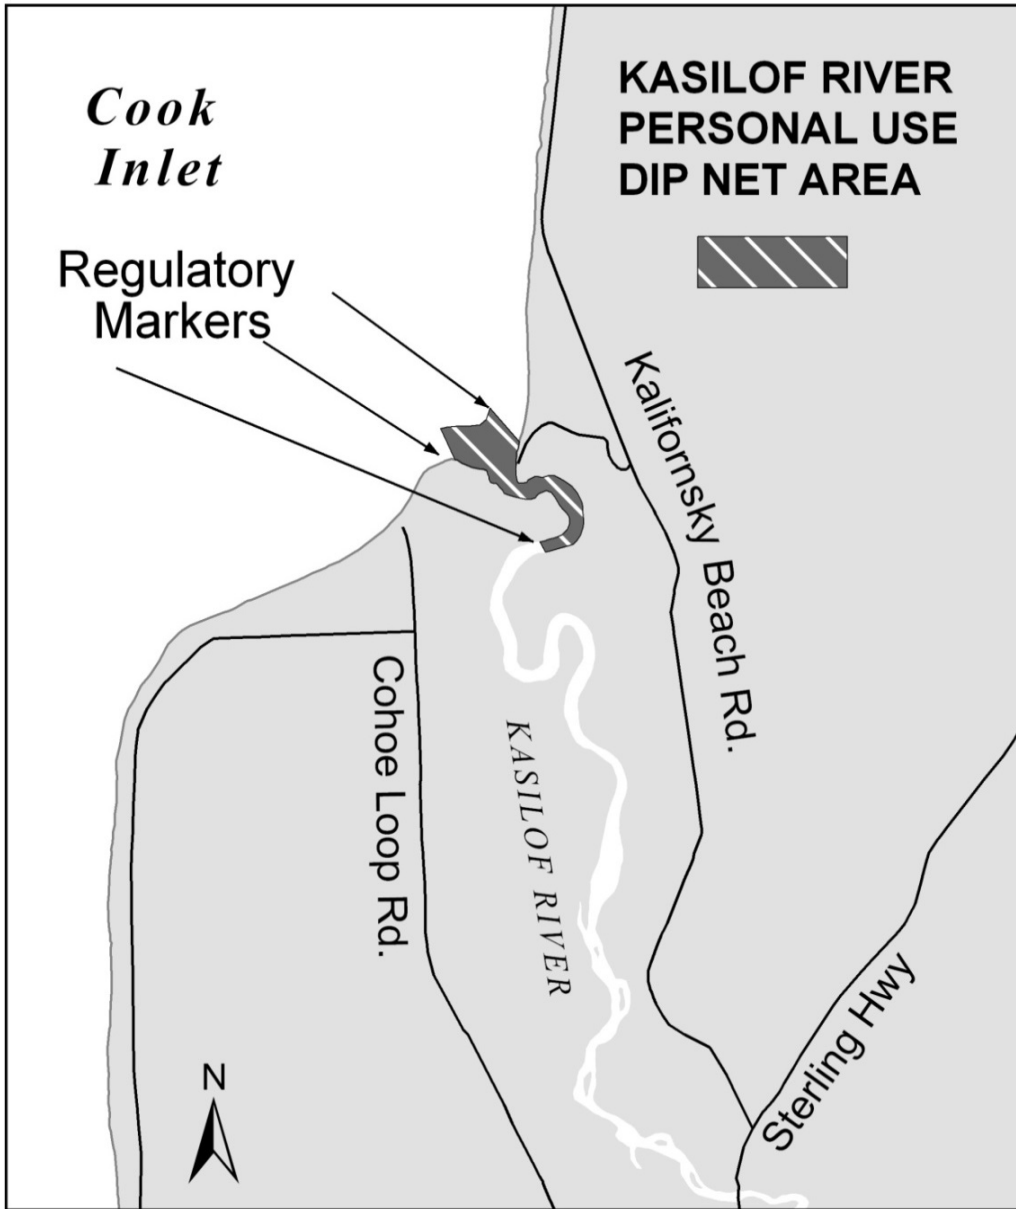 Cook
Inlet
KASILOF RIVER
PERSONAL USE
DIP NET AREA
Regulatory
Markers
Kalifornsky Beach Rd.
Cohoe Loop Rd.
KASILOF RIVER
Sterling Hwy
N